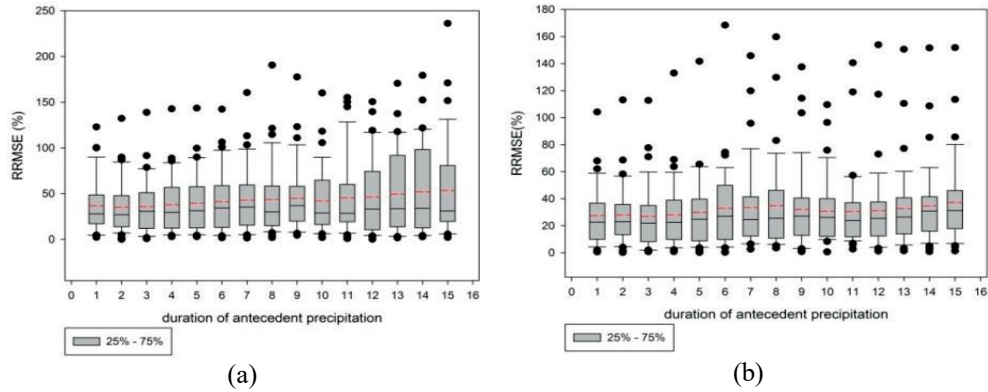 250
200
150
100
50
0
RRMSE (%)
0 1 2 3 4 5 6 7 8 9 10 11 12 13 14 15 16
duration of antecedent precipitation
25% - 75%
(a)
180
160
140
120
100
80
60
40
20
0
RRMSE(%)
0 1 2 3 4 5 6 7 8 9 10 11 12 13 14 15 16
duration of antecedent precipitation
25% - 75%
(b)